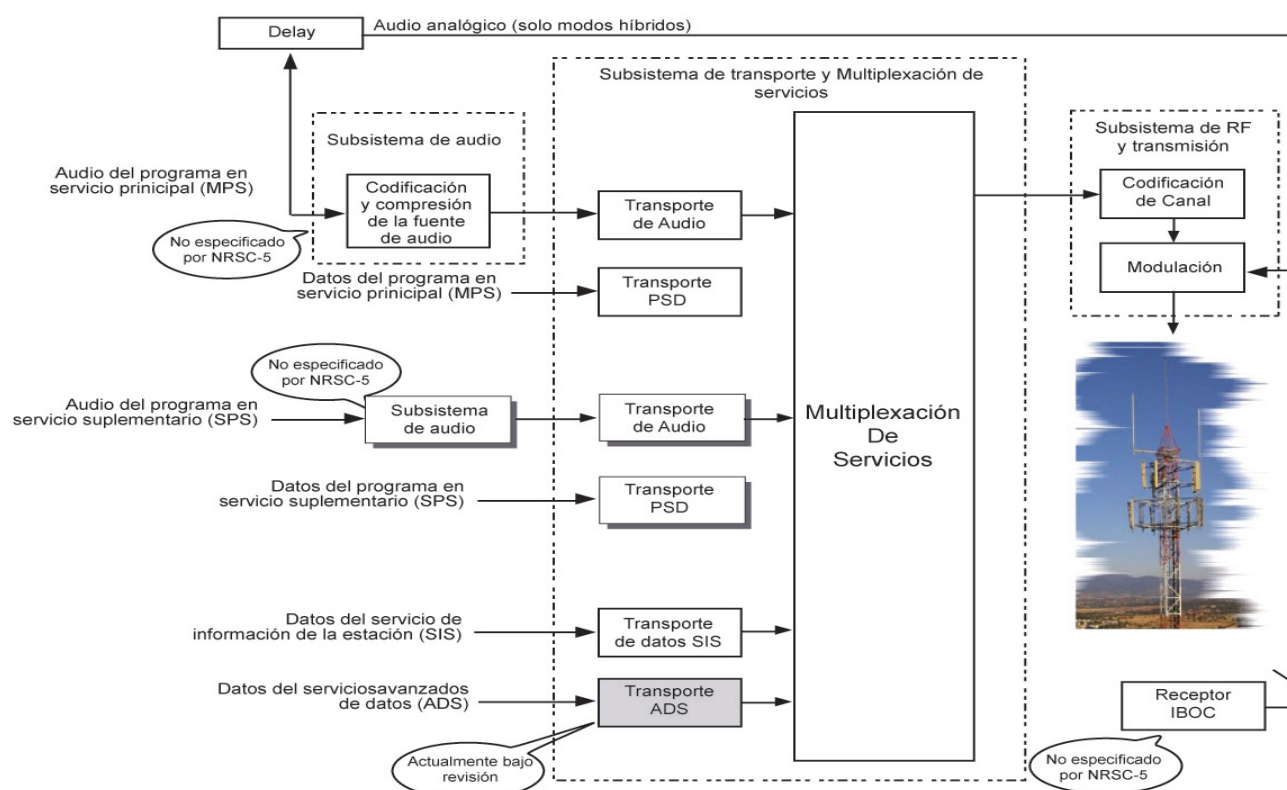 Delay
Audio analógico (solo modos híbridos)
Subsistema de transporte y Multiplexación de
servicios
Subsistema de audio
Subsistema de RF
y transmisión
Audio del programa en
servicio prinicipal (MPS)
Codificación
y compresión
de la fuente
de audio
Transporte
de Audio
Codificación
de Canal
No especificado
por NRSC-5
Datos del programa en
servicio prinicipal (MPS)
Transporte
PSD
Modulación
No especificado
por NRSC-5
Audio del programa en
servicio suplementario (SPS)
Subsistema
de audio
Transporte
de Audio
Multiplexación
De
Servicios
Datos del programa en
servicio suplementario (SPS)
Transporte
PSD
Datos del servicio de
información de la estación (SIS)
Transporte
de datos SIS
Datos del serviciosavanzados
de datos (ADS)
Transporte
ADS
Actualmente bajo
revisión
Receptor
IBOC
No especificado
por NRSC-5